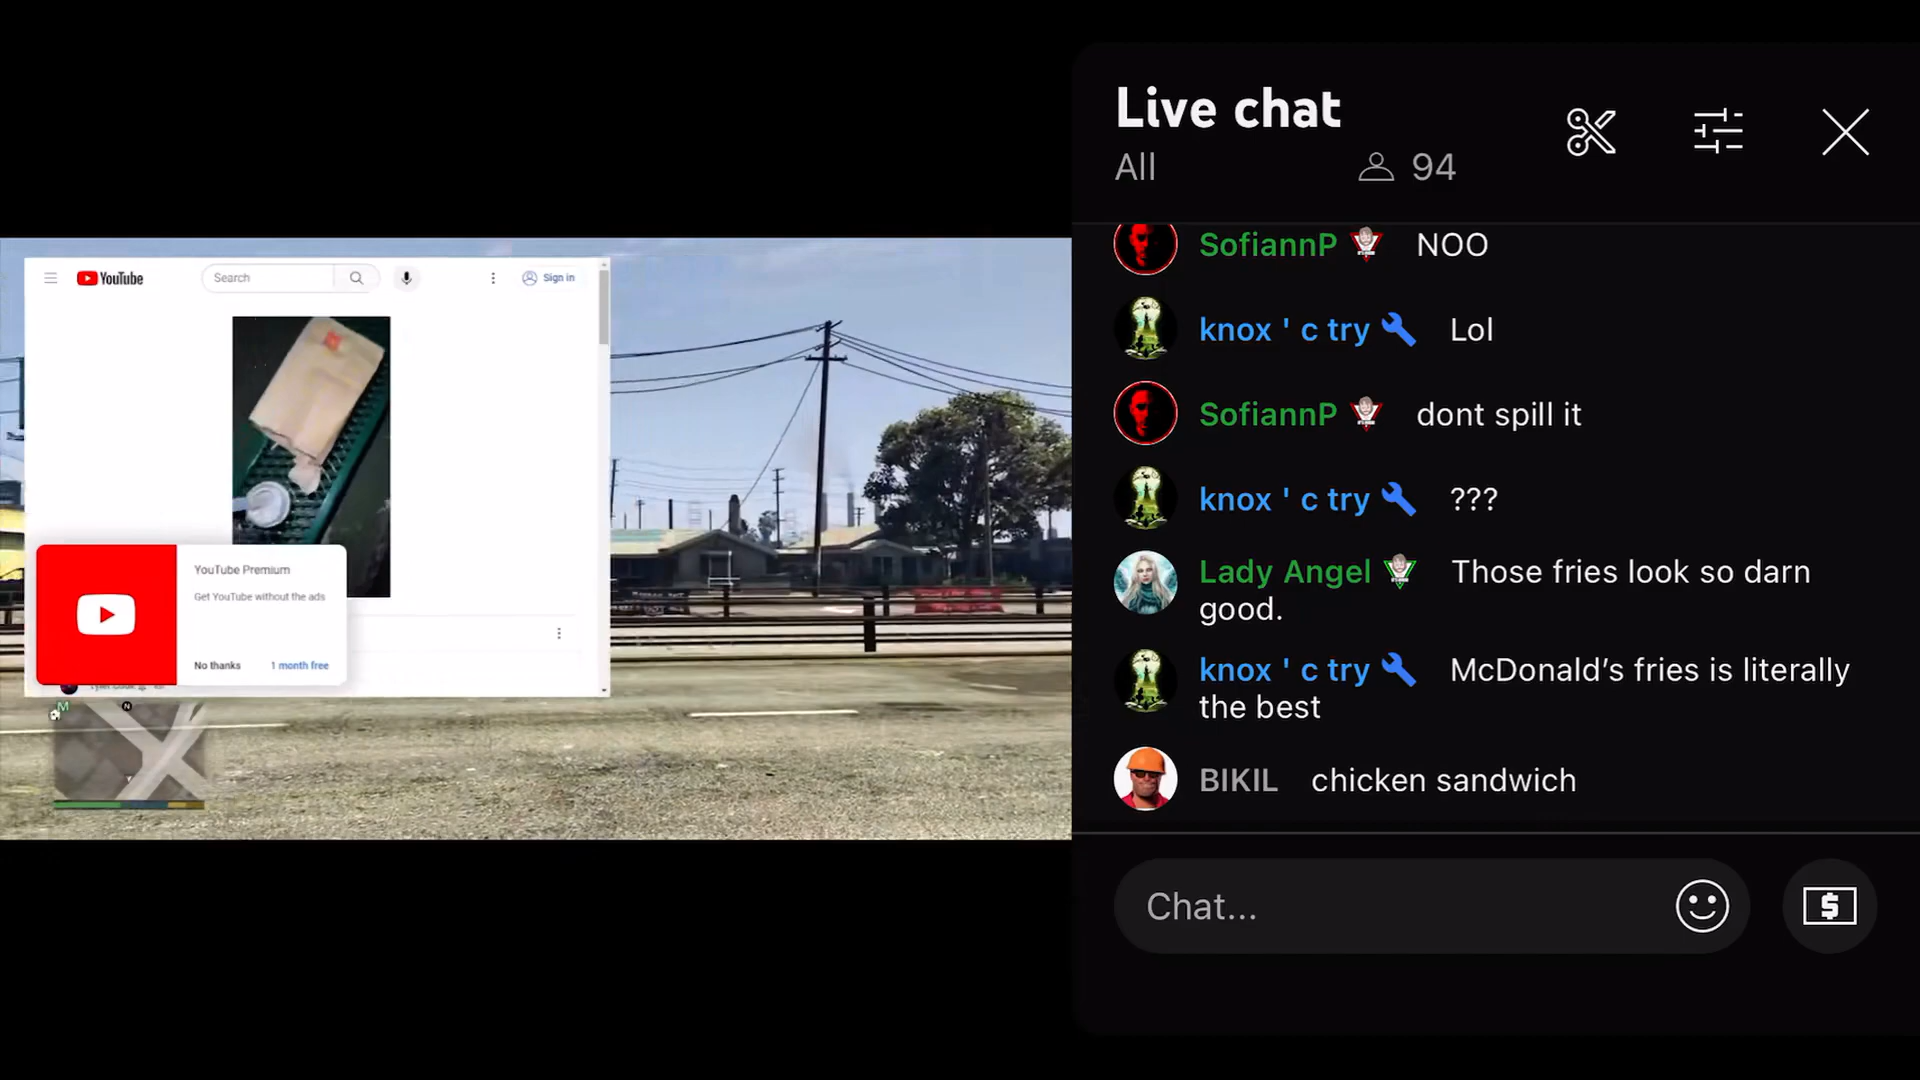 YouTube
Search
Sign in
YouTube Premium
Get YouTube without the ads
No thanks
1 month free
M
N
Live chat
All
94
SofiannP NOO
knox ' c try Lol
SofiannP dont spill it
knox ' c try ???
Lady Angel Those fries look so darn
good.
knox ' c try McDonald’s fries is literally
the best
BIKIL chicken sandwich
Chat...
$